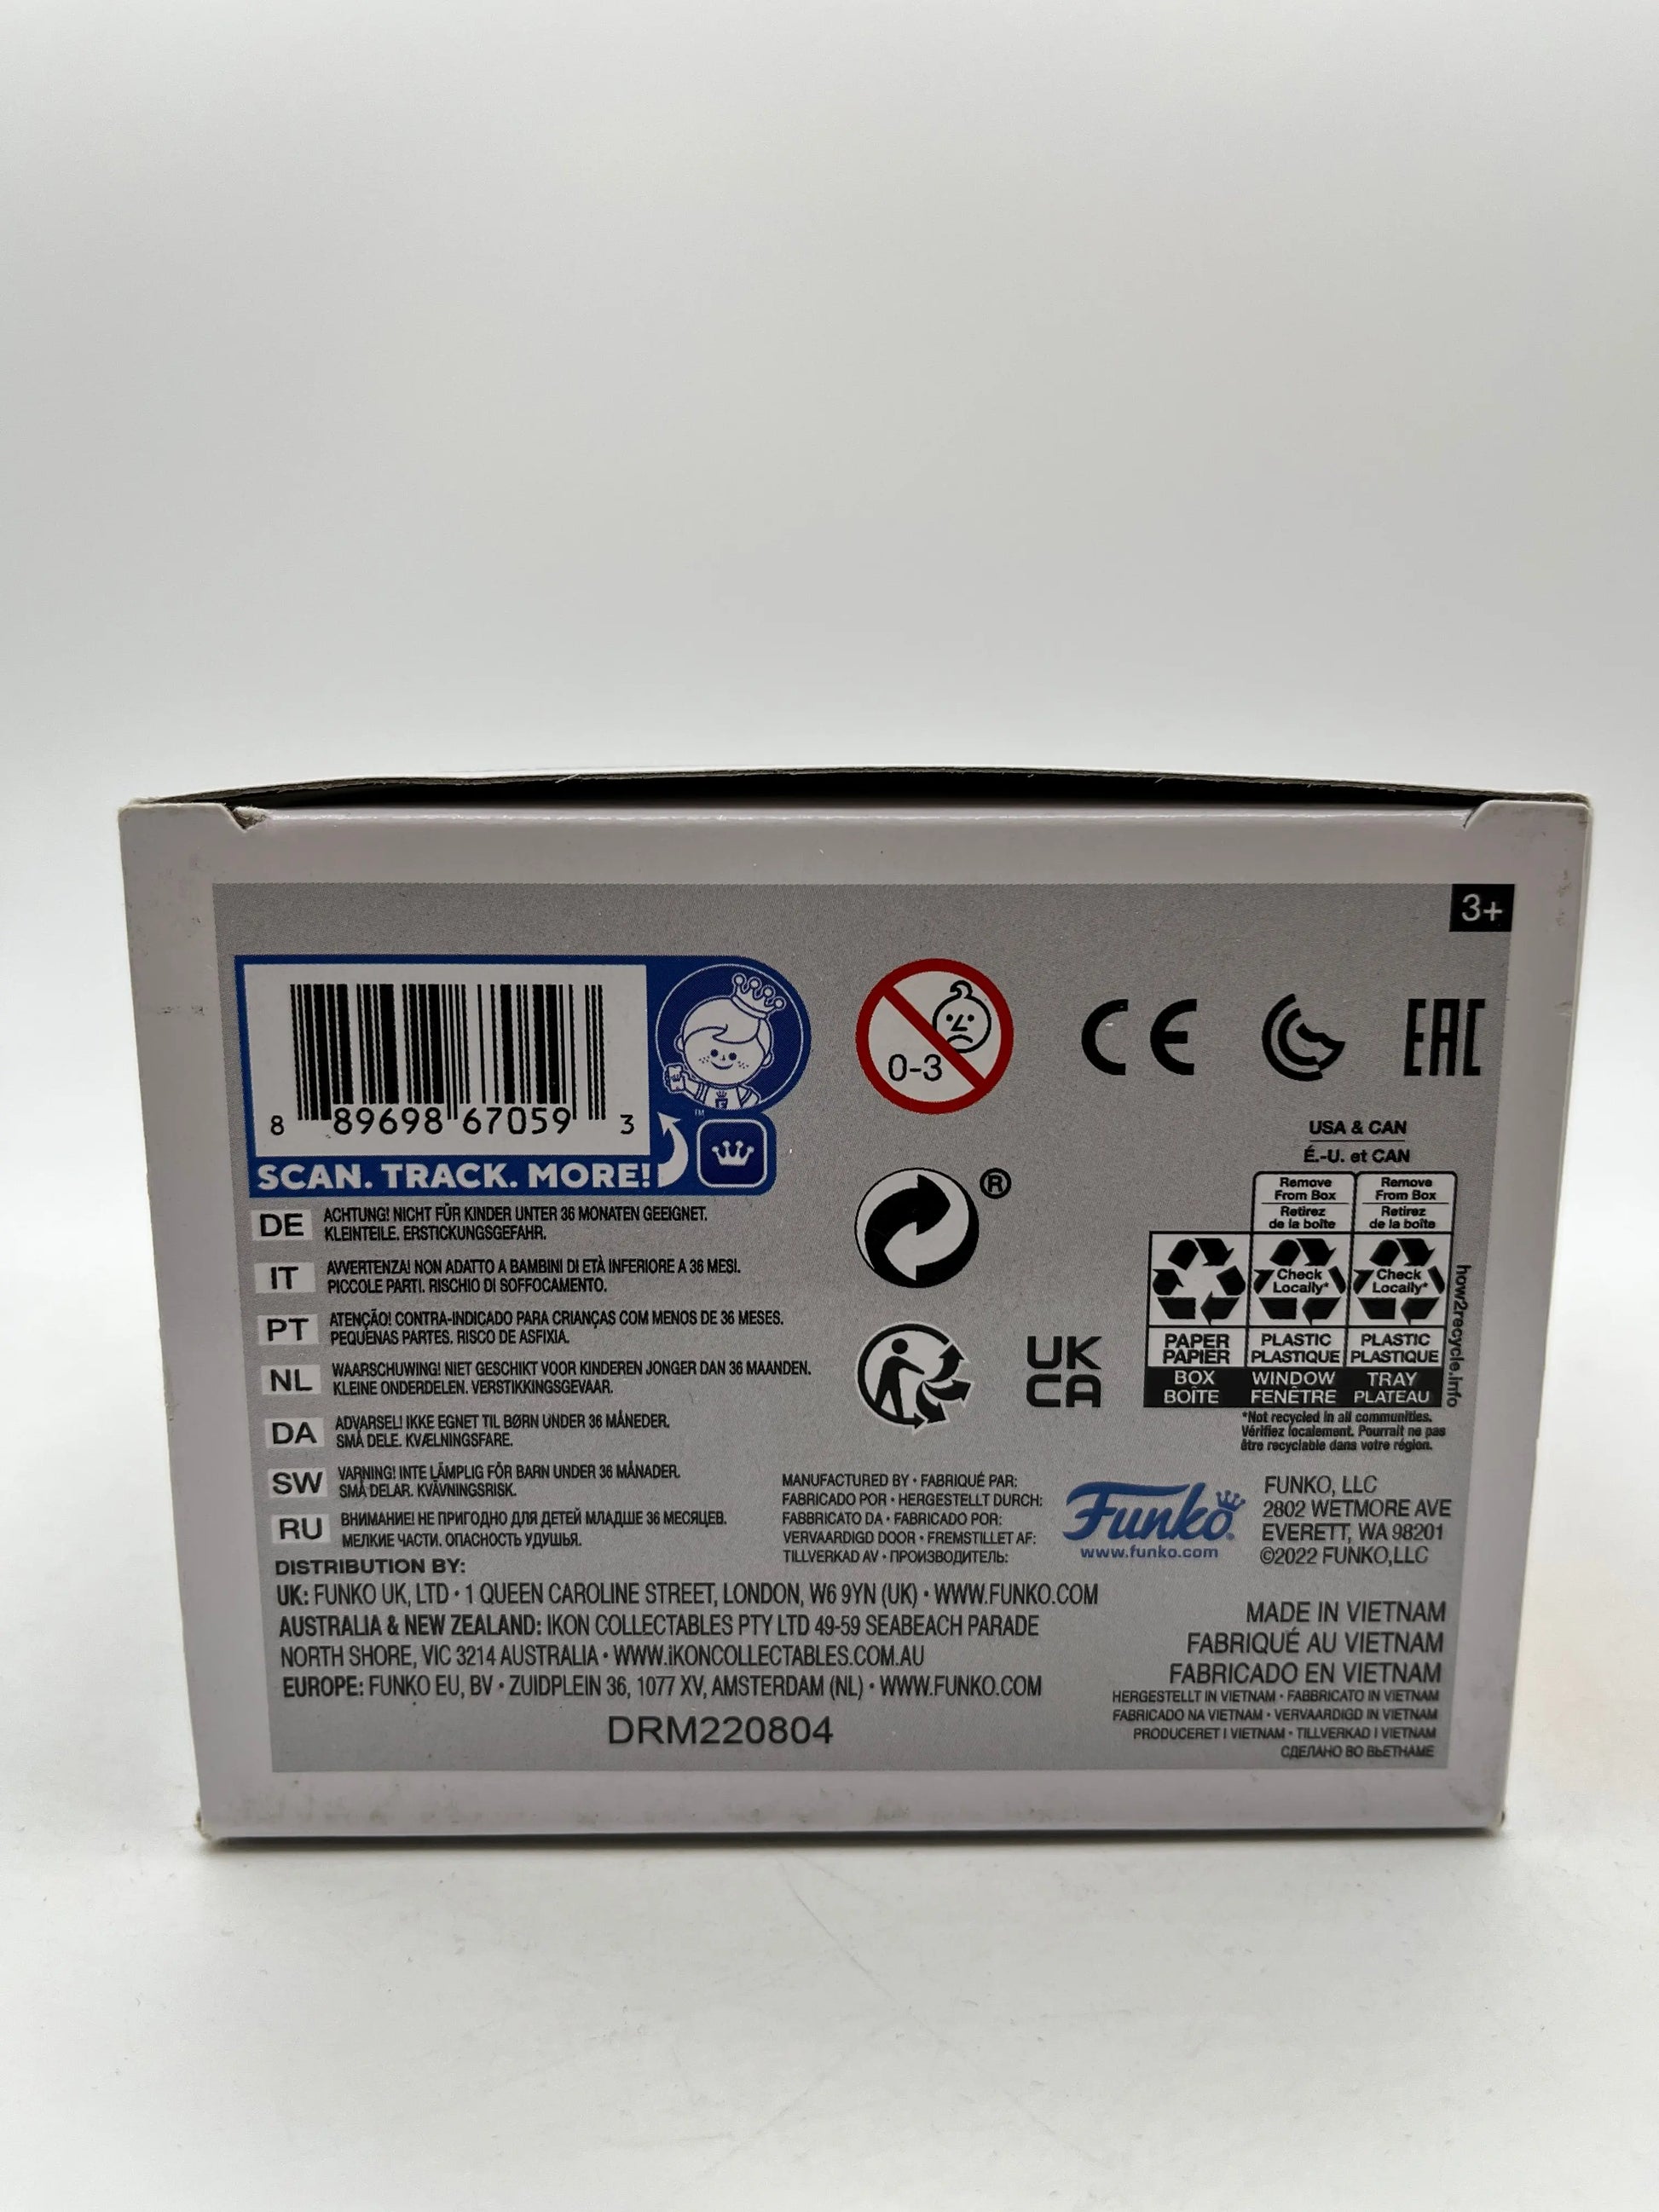 3+
8 89698 67059 3
TM
SCAN. TRACK. MORE!
0-3
CE
EAC
DE ACHTUNG! NICHT FÜR KINDER UNTER 36 MONATEN GEEIGNET.
KLEINTEILE. ERSTICKUNGSGEFAHR.
IT AVVERTENZA! NON ADATTO A BAMBINI DI ETÀ INFERIORE A 36 MESI.
PICCOLE PARTI. RISCHIO DI SOFFOCAMENTO.
PT ATENÇÃO! CONTRA-INDICADO PARA CRIANÇAS COM MENOS DE 36 MESES.
PEQUENAS PARTES. RISCO DE ASFIXIA.
NL WAARSCHUWING! NIET GESCHIKT VOOR KINDEREN JONGER DAN 36 MAANDEN.
KLEINE ONDERDELEN. VERSTIKKINGSGEVAAR.
DA ADVARSEL! IKKE EGNET TIL BØRN UNDER 36 MÅNEDER.
SMÅ DELE. KVÆLNINGSFARE.
SW VARNING! INTE LÄMPLIG FÖR BARN UNDER 36 MÅNADER.
SMÅ DELAR. KVÄVNINGSRISK.
RU ВНИМАНИЕ! НЕ ПРИГОДНО ДЛЯ ДЕТЕЙ МЛАДШЕ 36 МЕСЯЦЕВ.
МЕЛКИЕ ЧАСТИ. ОПАСНОСТЬ УДУШЬЯ.
®
UK
CA
USA & CAN
É.-U. et CAN
Remove From Box
Retirez de la boîte
Remove From Box
Retirez de la boîte
Check Locally*
Check Locally*
PAPER PAPIER
PLASTIC PLASTIQUE
PLASTIC PLASTIQUE
BOX BOÎTE
WINDOW FENÊTRE
TRAY PLATEAU
how2recycle.info
*Not recycled in all communities.
Vérifiez localement. Pourrait ne pas
être recyclable dans votre région.
MANUFACTURED BY • FABRIQUÉ PAR:
FABRICADO POR • HERGESTELLT DURCH:
FABBRICATO DA • FABRICADO POR:
VERVAARDIGD DOOR • FREMSTILLET AF:
TILLVERKAD AV • ПРОИЗВОДИТЕЛЬ:
Funko
www.funko.com
FUNKO, LLC
2802 WETMORE AVE
EVERETT, WA 98201
©2022 FUNKO,LLC
DISTRIBUTION BY:
UK: FUNKO UK, LTD • 1 QUEEN CAROLINE STREET, LONDON, W6 9YN (UK) • WWW.FUNKO.COM
AUSTRALIA & NEW ZEALAND: IKON COLLECTABLES PTY LTD 49-59 SEABEACH PARADE
NORTH SHORE, VIC 3214 AUSTRALIA • WWW.iKONCOLLECTABLES.COM.AU
EUROPE: FUNKO EU, BV • ZUIDPLEIN 36, 1077 XV, AMSTERDAM (NL) • WWW.FUNKO.COM
DRM220804
MADE IN VIETNAM
FABRIQUÉ AU VIETNAM
FABRICADO EN VIETNAM
HERGESTELLT IN VIETNAM • FABBRICATO IN VIETNAM
FABRICADO NA VIETNAM • VERVAARDIGD IN VIETNAM
PRODUCERET I VIETNAM • TILLVERKAD I VIETNAM
СДЕЛАНО ВО ВЬЕТНАМЕ